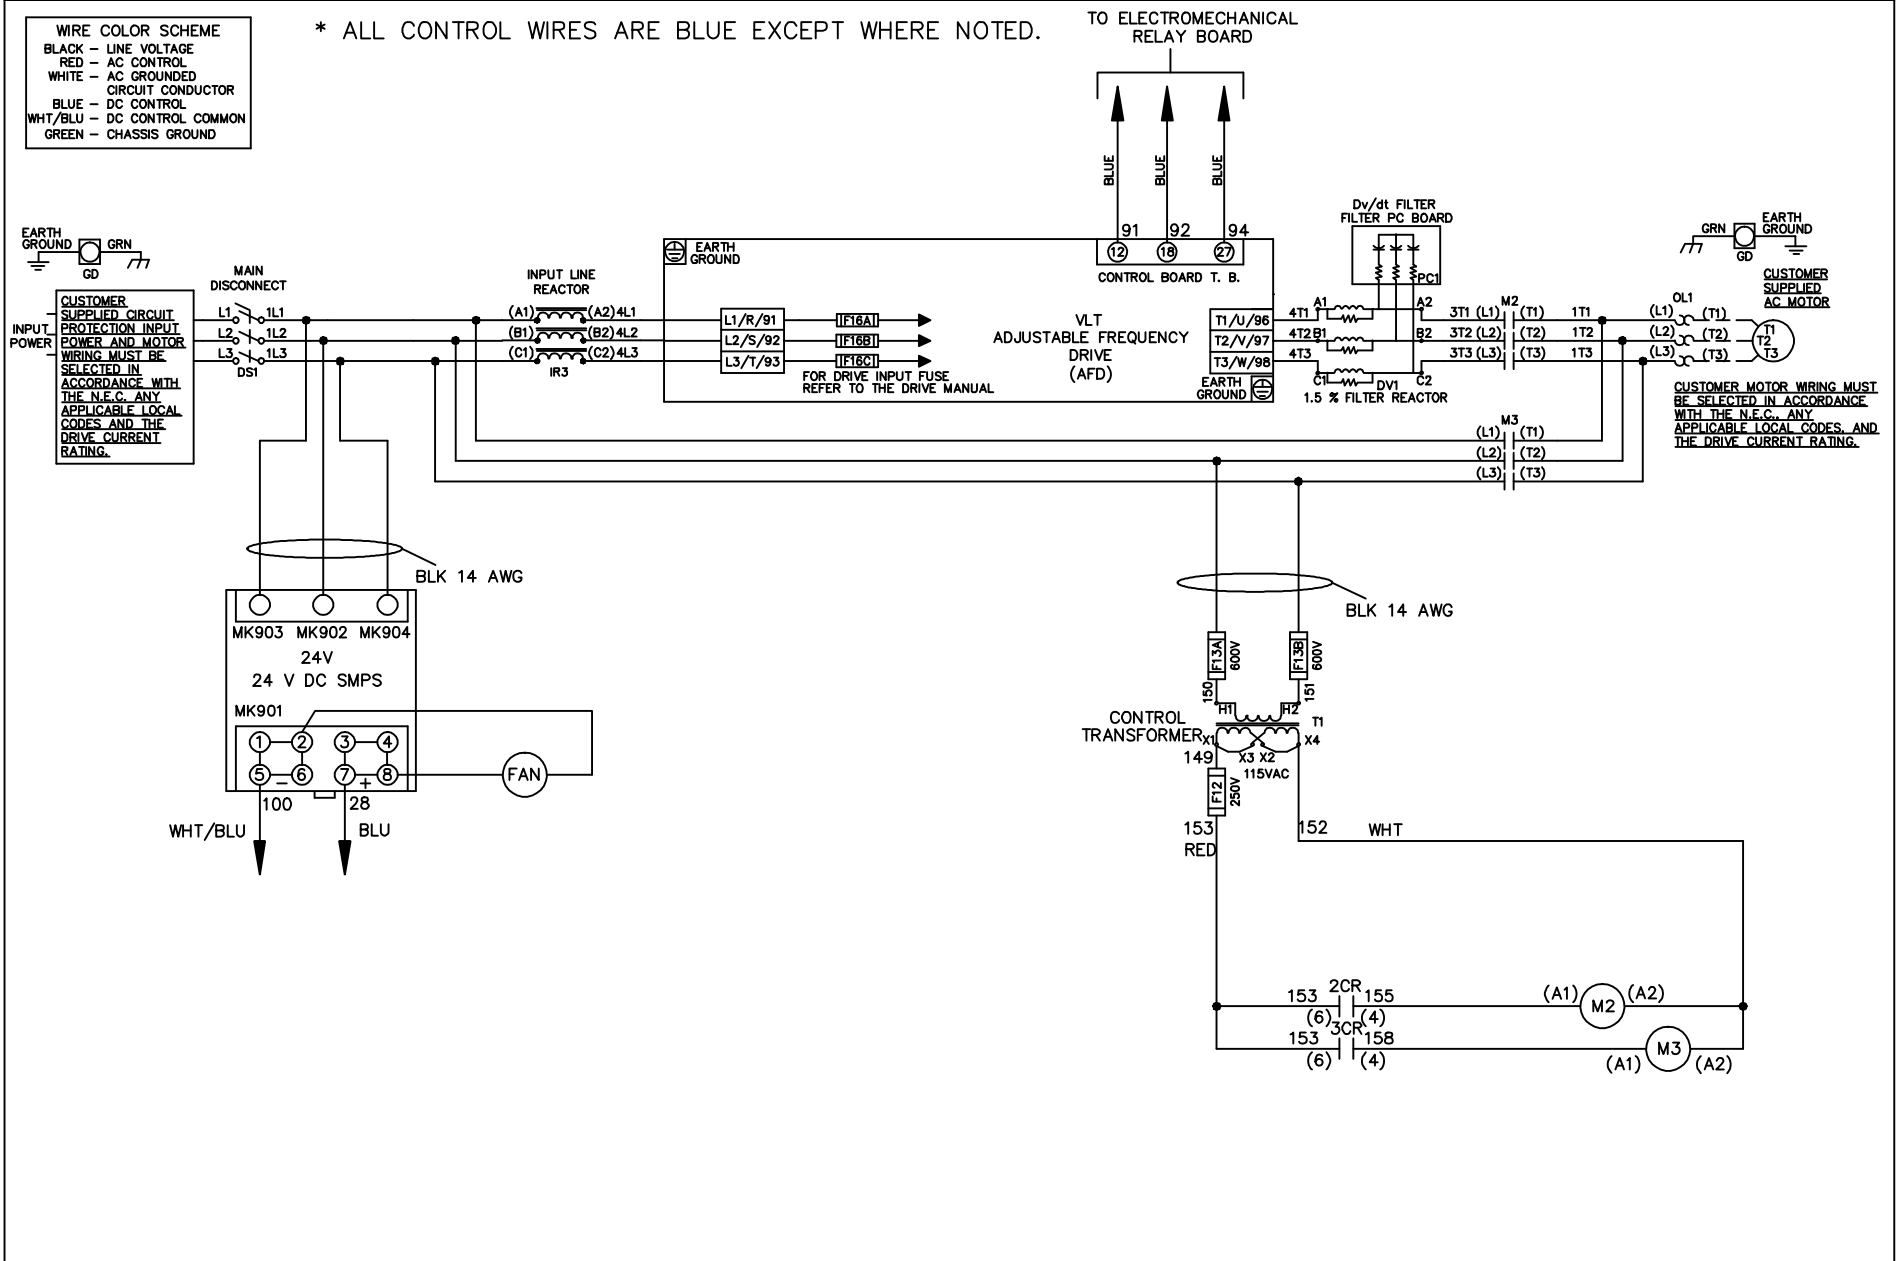 WIRE COLOR SCHEME
BLACK – LINE VOLTAGE
RED – AC CONTROL
WHITE – AC GROUNDED
CIRCUIT CONDUCTOR
BLUE – DC CONTROL
WHT/BLU – DC CONTROL COMMON
GREEN – CHASSIS GROUND
* ALL CONTROL WIRES ARE BLUE EXCEPT WHERE NOTED.
TO ELECTROMECHANICAL
RELAY BOARD
BLUE
BLUE
BLUE
91 92 94
12 18 27
CONTROL BOARD T. B.
EARTH
GROUND
GRN
GD
INPUT
POWER
CUSTOMER
SUPPLIED CIRCUIT
PROTECTION INPUT
POWER AND MOTOR
WIRING MUST BE
SELECTED IN
ACCORDANCE WITH
THE N.E.C. ANY
APPLICABLE LOCAL
CODES AND THE
DRIVE CURRENT
RATING.
MAIN
DISCONNECT
L1 1L1
L2 1L2
L3 1L3
DS1
INPUT LINE
REACTOR
(A1) (A2) 4L1
(B1) (B2) 4L2
(C1) (C2) 4L3
IR3
EARTH
GROUND
L1/R/91
L2/S/92
L3/T/93
IF16A
IF16B
IF16C
FOR DRIVE INPUT FUSE
REFER TO THE DRIVE MANUAL
VLT
ADJUSTABLE FREQUENCY
DRIVE
(AFD)
T1/U/96
T2/V/97
T3/W/98
EARTH
GROUND
Dv/dt FILTER
FILTER PC BOARD
PC1
4T1 A1 A2
4T2 B1 B2
4T3
C1 DV1 C2
1.5 % FILTER REACTOR
M2
3T1 (L1) (T1) 1T1
3T2 (L2) (T2) 1T2
3T3 (L3) (T3) 1T3
M3
(L1) (T1)
(L2) (T2)
(L3) (T3)
GRN
EARTH
GROUND
GD
CUSTOMER
SUPPLIED
AC MOTOR
OL1
(L1) (T1)
(L2) (T2)
(L3) (T3)
T1
T2
T3
CUSTOMER MOTOR WIRING MUST
BE SELECTED IN ACCORDANCE
WITH THE N.E.C., ANY
APPLICABLE LOCAL CODES, AND
THE DRIVE CURRENT RATING.
BLK 14 AWG
MK903 MK902 MK904
24V
24 V DC SMPS
MK901
1 2 3 4
5 – 6 7 + 8
100 28
WHT/BLU BLU
FAN
BLK 14 AWG
F13A
600V
F13B
600V
150
151
H1 H2
T1
CONTROL
TRANSFORMER
X1 X4
X3 X2
115VAC
149
F12
250V
153
RED
152 WHT
2CR
153 155
(6) (4)
(A1) M2 (A2)
3CR
153 158
(6) (4)
(A1) M3 (A2)